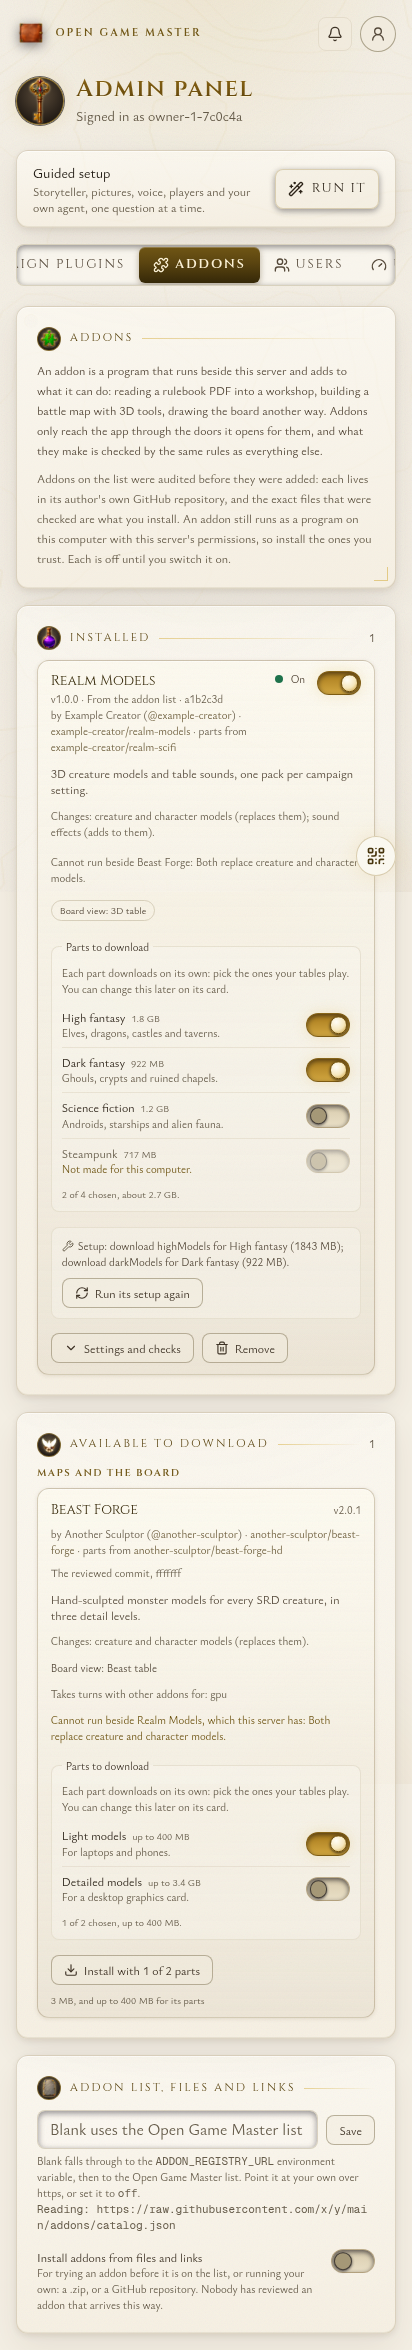 OPEN GAME MASTER
Admin panel
Signed in as owner-1-7c0c4a
Guided setup
Storyteller, pictures, voice, players and your
own agent, one question at a time.
RUN IT
IGN PLUGINS
ADDONS
USERS
ADDONS
An addon is a program that runs beside this server and adds to
what it can do: reading a rulebook PDF into a workshop, building a
battle map with 3D tools, drawing the board another way. Addons
only reach the app through the doors it opens for them, and what
they make is checked by the same rules as everything else.
Addons on the list were audited before they were added: each lives
in its author's own GitHub repository, and the exact files that were
checked are what you install. An addon still runs as a program on
this computer with this server's permissions, so install the ones you
trust. Each is off until you switch it on.
INSTALLED
1
Realm Models
On
v1.0.0 · From the addon list · a1b2c3d
by Example Creator (@example-creator) ·
example-creator/realm-models · parts from
example-creator/realm-scifi
3D creature models and table sounds, one pack per campaign
setting.
Changes: creature and character models (replaces them); sound
effects (adds to them).
Cannot run beside Beast Forge: Both replace creature and character
models.
Board view: 3D table
Parts to download
Each part downloads on its own: pick the ones your tables play.
You can change this later on its card.
High fantasy 1.8 GB
Elves, dragons, castles and taverns.
Dark fantasy 922 MB
Ghouls, crypts and ruined chapels.
Science fiction 1.2 GB
Androids, starships and alien fauna.
Steampunk 717 MB
Not made for this computer.
2 of 4 chosen, about 2.7 GB.
Setup: download highModels for High fantasy (1843 MB);
download darkModels for Dark fantasy (922 MB).
Run its setup again
Settings and checks
Remove
AVAILABLE TO DOWNLOAD
1
MAPS AND THE BOARD
Beast Forge
v2.0.1
by Another Sculptor (@another-sculptor) · another-sculptor/beast-
forge · parts from another-sculptor/beast-forge-hd
The reviewed commit, fffffff
Hand-sculpted monster models for every SRD creature, in
three detail levels.
Changes: creature and character models (replaces them).
Board view: Beast table
Takes turns with other addons for: gpu
Cannot run beside Realm Models, which this server has: Both
replace creature and character models.
Parts to download
Each part downloads on its own: pick the ones your tables play.
You can change this later on its card.
Light models up to 400 MB
For laptops and phones.
Detailed models up to 3.4 GB
For a desktop graphics card.
1 of 2 chosen, up to 400 MB.
Install with 1 of 2 parts
3 MB, and up to 400 MB for its parts
ADDON LIST, FILES AND LINKS
Blank uses the Open Game Master list
Save
Blank falls through to the ADDON_REGISTRY_URL environment
variable, then to the Open Game Master list. Point it at your own over
https, or set it to off.
Reading: https://raw.githubusercontent.com/x/y/mai
n/addons/catalog.json
Install addons from files and links
For trying an addon before it is on the list, or running your
own: a .zip, or a GitHub repository. Nobody has reviewed an
addon that arrives this way.